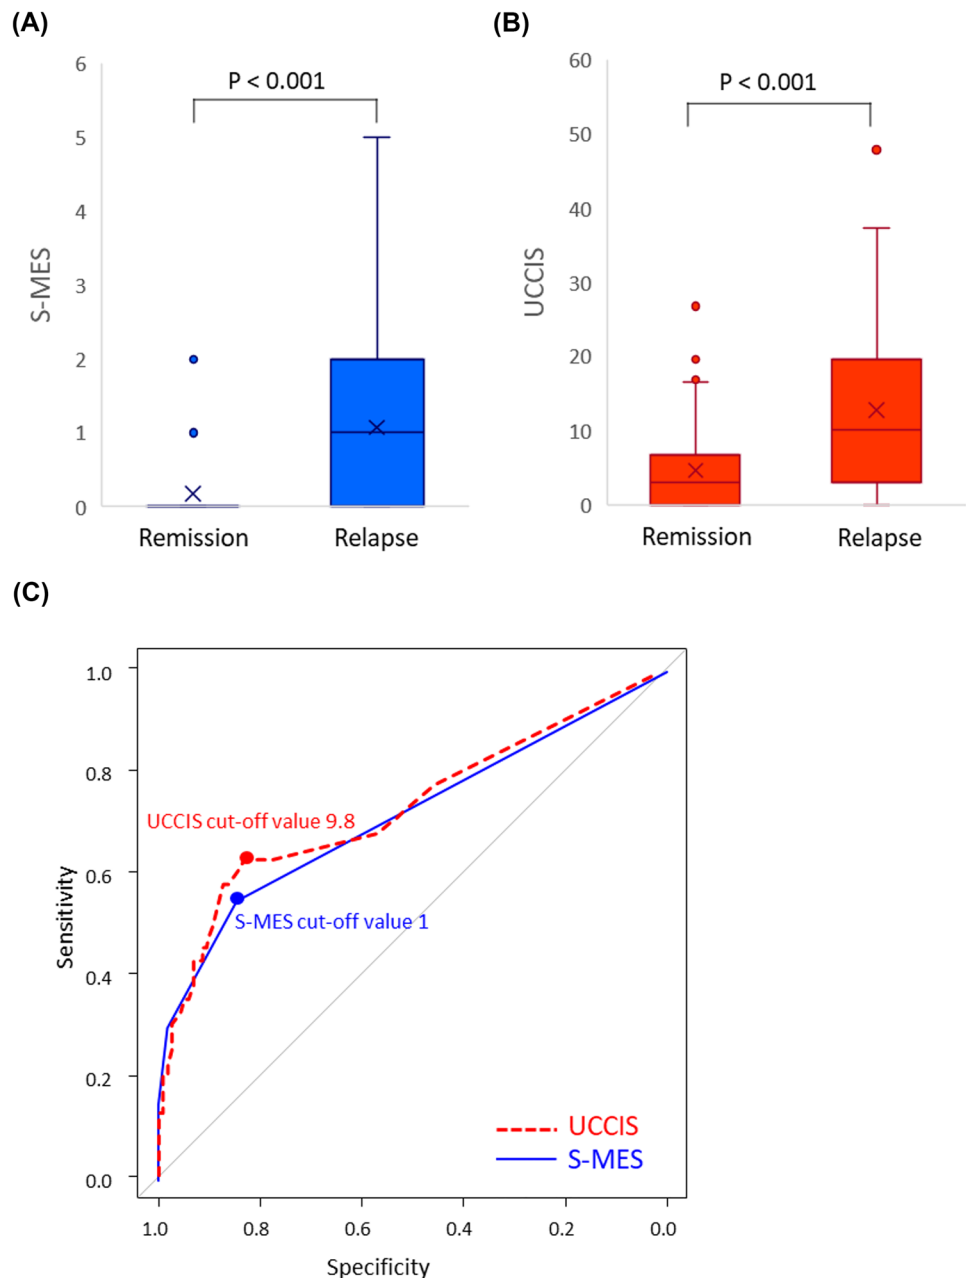 (A)
P < 0.001
S-MES
6
5
4
3
2
1
0
Remission
Relapse
(B)
P < 0.001
UCCIS
60
50
40
30
20
10
0
Remission
Relapse
(C)
Sensitivity
1.0
0.8
0.6
0.4
0.2
0.0
UCCIS cut-off value 9.8
S-MES cut-off value 1
UCCIS
S-MES
1.0
0.8
0.6
0.4
0.2
0.0
Specificity